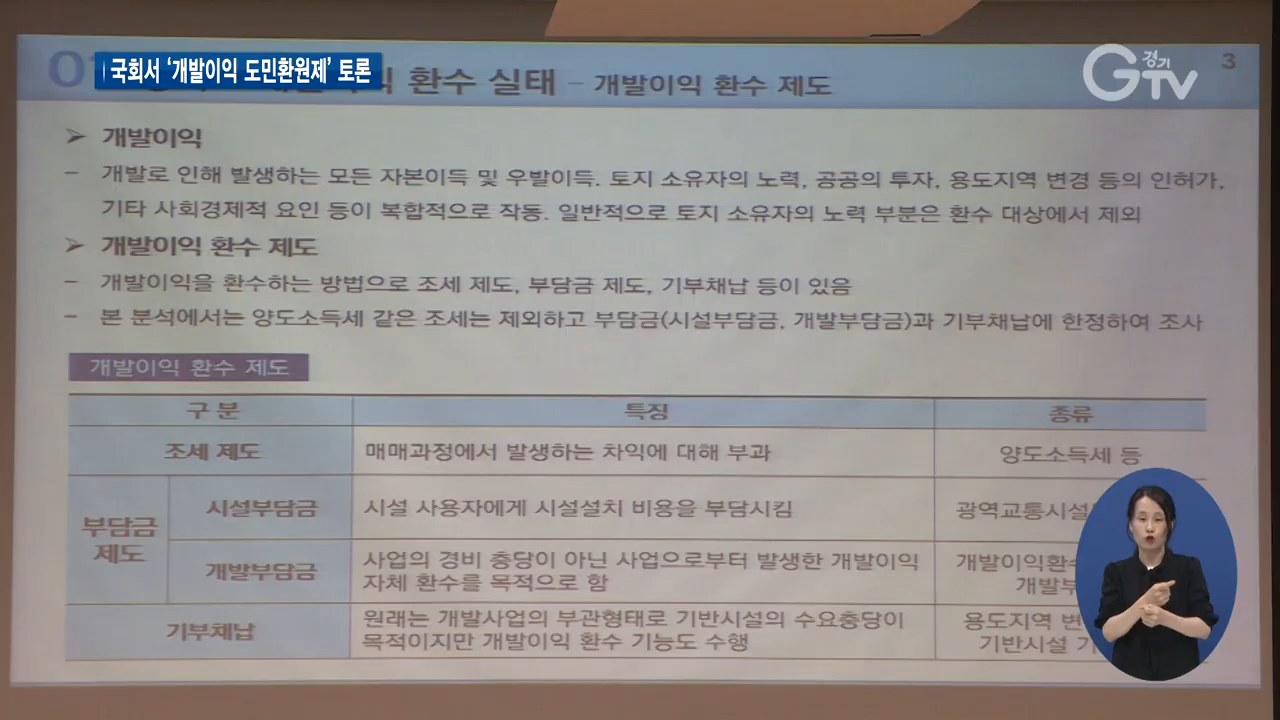 국회서 '개발이익 도민환원제' 토론
환수 실태 – 개발이익 환수 제도
3
경기
GTV
➢ 개발이익
– 개발로 인해 발생하는 모든 자본이득 및 우발이득. 토지 소유자의 노력, 공공의 투자, 용도지역 변경 등의 인허가,
기타 사회경제적 요인 등이 복합적으로 작동. 일반적으로 토지 소유자의 노력 부분은 환수 대상에서 제외
➢ 개발이익 환수 제도
– 개발이익을 환수하는 방법으로 조세 제도, 부담금 제도, 기부채납 등이 있음
– 본 분석에서는 양도소득세 같은 조세는 제외하고 부담금(시설부담금, 개발부담금)과 기부채납에 한정하여 조사
개발이익 환수 제도
구 분 특징 종류
조세 제도 매매과정에서 발생하는 차익에 대해 부과 양도소득세 등
부담금 제도
시설부담금 시설 사용자에게 시설설치 비용을 부담시킴 광역교통시설
개발부담금 사업의 경비 충당이 아닌 사업으로부터 발생한 개발이익
자체 환수를 목적으로 함
개발이익환수
기부채납 원래는 개발사업의 부관형태로 기반시설의 수요충당이
목적이지만 개발이익 환수 기능도 수행
용도지역
기반시설